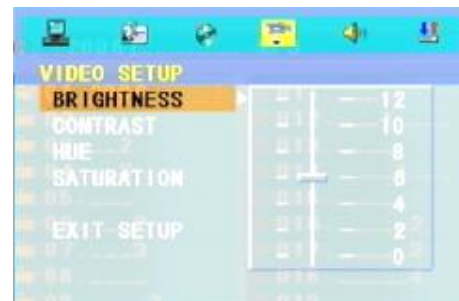 VIDEO SETUP
BRIGHTNESS
CONTRAST
HUE
SATURATION
EXIT SETUP
12
10
8
6
4
2
0